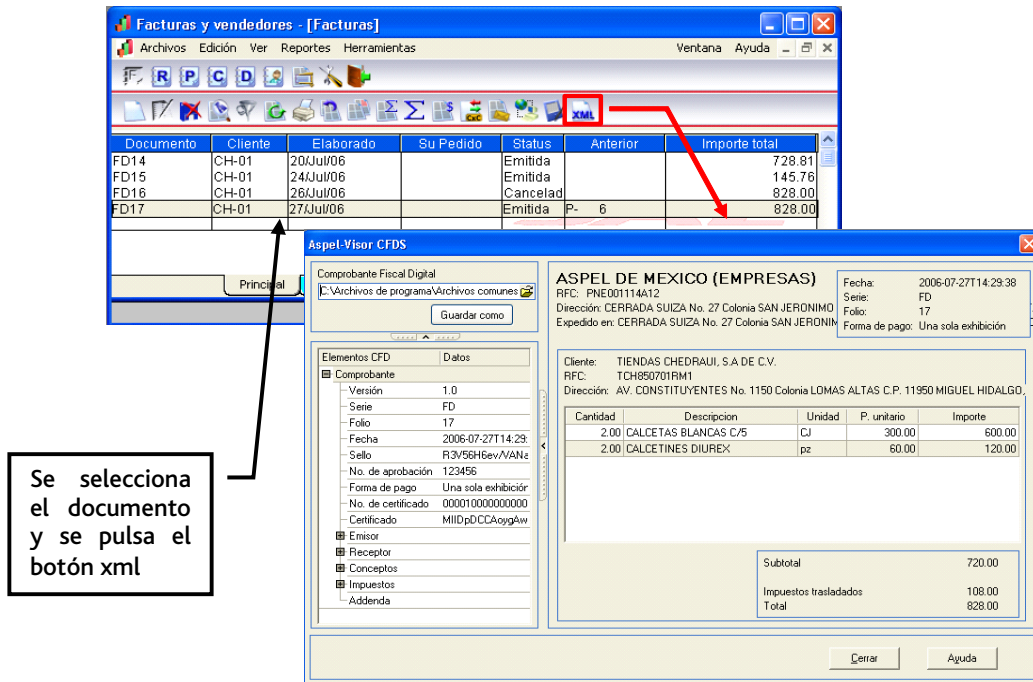 Facturas y vendedores - [Facturas]
Archivos Edición Ver Reportes Herramientas Ventana Ayuda
R P C D
XML
Documento Cliente Elaborado Su Pedido Status Anterior Importe total
FD14 CH-01 20/Jul/06 Emitida 728.81
FD15 CH-01 24/Jul/06 Emitida 145.76
FD16 CH-01 26/Jul/06 Cancelad 828.00
FD17 CH-01 27/Jul/06 Emitida P- 6 828.00
Principal
Se selecciona
el documento
y se pulsa el
botón xml
Aspel-Visor CFDS
Comprobante Fiscal Digital
C:\Archivos de programa\Archivos comunes
Guardar como
Elementos CFD Datos
Comprobante
Versión 1.0
Serie FD
Folio 17
Fecha 2006-07-27T14:29:
Sello R3V56H6ev/VANa
No. de aprobación 123456
Forma de pago Una sola exhibición
No. de certificado 000010000000000
Certificado MIIDpDCCAoygAw
Emisor
Receptor
Conceptos
Impuestos
Addenda
ASPEL DE MEXICO (EMPRESAS)
RFC: PNE001114A12
Dirección: CERRADA SUIZA No. 27 Colonia SAN JERONIMO
Expedido en: CERRADA SUIZA No. 27 Colonia SAN JERONIM
Fecha: 2006-07-27T14:29:38
Serie: FD
Folio: 17
Forma de pago: Una sola exhibición
Cliente: TIENDAS CHEDRAUI, S.A DE C.V.
RFC: TCH850701RM1
Dirección: AV. CONSTITUYENTES No. 1150 Colonia LOMAS ALTAS C.P. 11950 MIGUEL HIDALGO,
Cantidad Descripcion Unidad P. unitario Importe
2.00 CALCETAS BLANCAS C/5 CJ 300.00 600.00
2.00 CALCETINES DIUREX pz 60.00 120.00
Subtotal 720.00
Impuestos trasladados 108.00
Total 828.00
Cerrar Ayuda